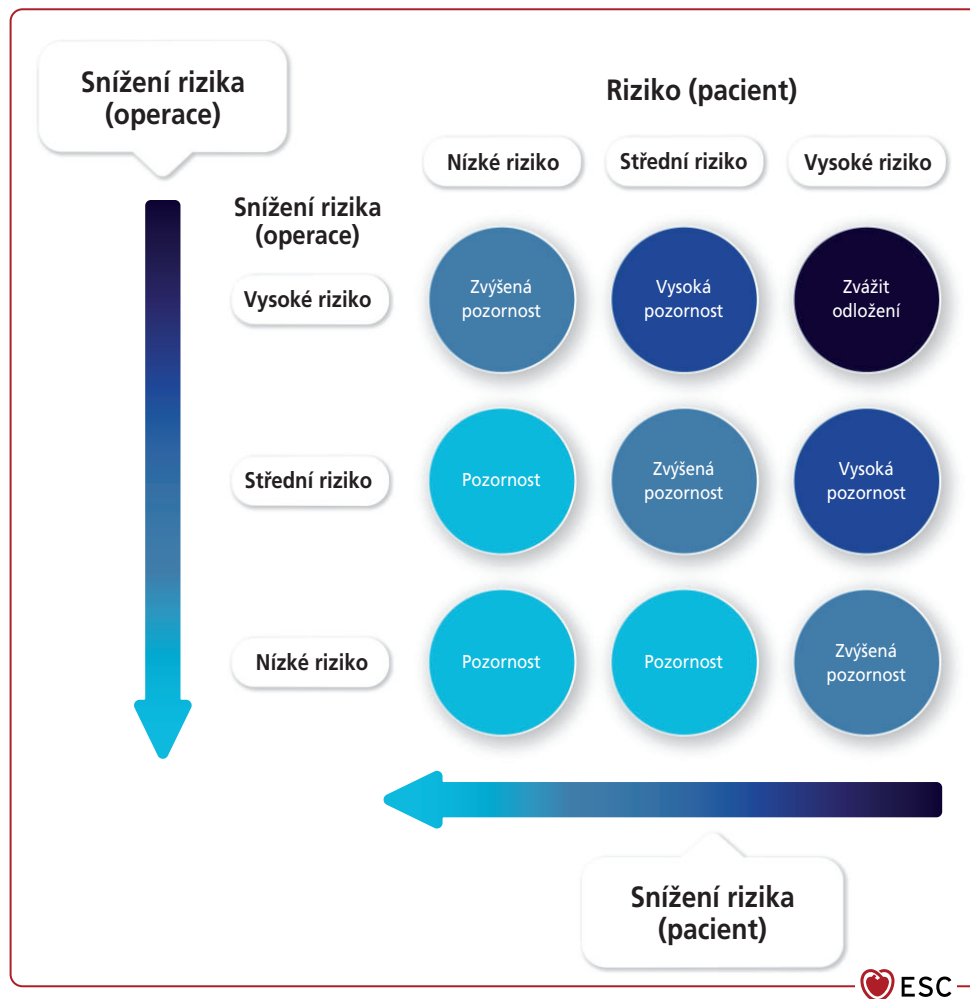 Snížení rizika
(operace)
Riziko (pacient)
Nízké riziko
Střední riziko
Vysoké riziko
Snížení rizika
(operace)
Vysoké riziko
Zvýšená
pozornost
Vysoká
pozornost
Zvážit
odložení
Střední riziko
Pozornost
Zvýšená
pozornost
Vysoká
pozornost
Nízké riziko
Pozornost
Pozornost
Zvýšená
pozornost
Snížení rizika
(pacient)
ESC